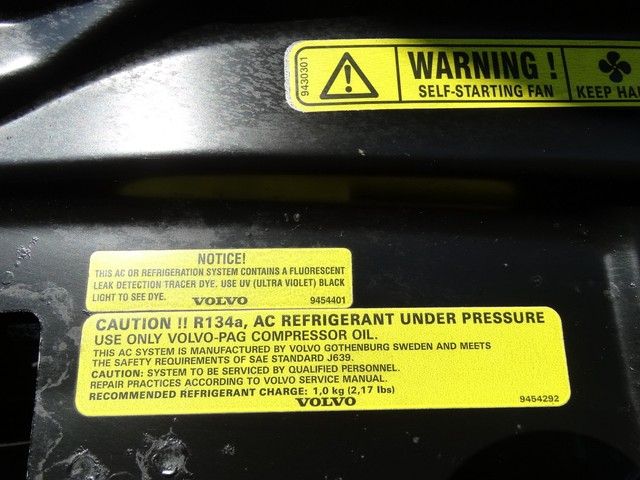 9430301
WARNING !
SELF-STARTING FAN
KEEP HA
NOTICE!
THIS AC OR REFRIGERATION SYSTEM CONTAINS A FLUORESCENT
LEAK DETECTION TRACER DYE. USE UV (ULTRA VIOLET) BLACK
LIGHT TO SEE DYE.
VOLVO
9454401
CAUTION !! R134a, AC REFRIGERANT UNDER PRESSURE
USE ONLY VOLVO-PAG COMPRESSOR OIL.
THIS AC SYSTEM IS MANUFACTURED BY VOLVO GOTHENBURG SWEDEN AND MEETS
THE SAFETY REQUIREMENTS OF SAE STANDARD J639.
CAUTION: SYSTEM TO BE SERVICED BY QUALIFIED PERSONNEL.
REPAIR PRACTICES ACCORDING TO VOLVO SERVICE MANUAL.
RECOMMENDED REFRIGERANT CHARGE: 1,0 kg (2,17 lbs)
VOLVO
9454292